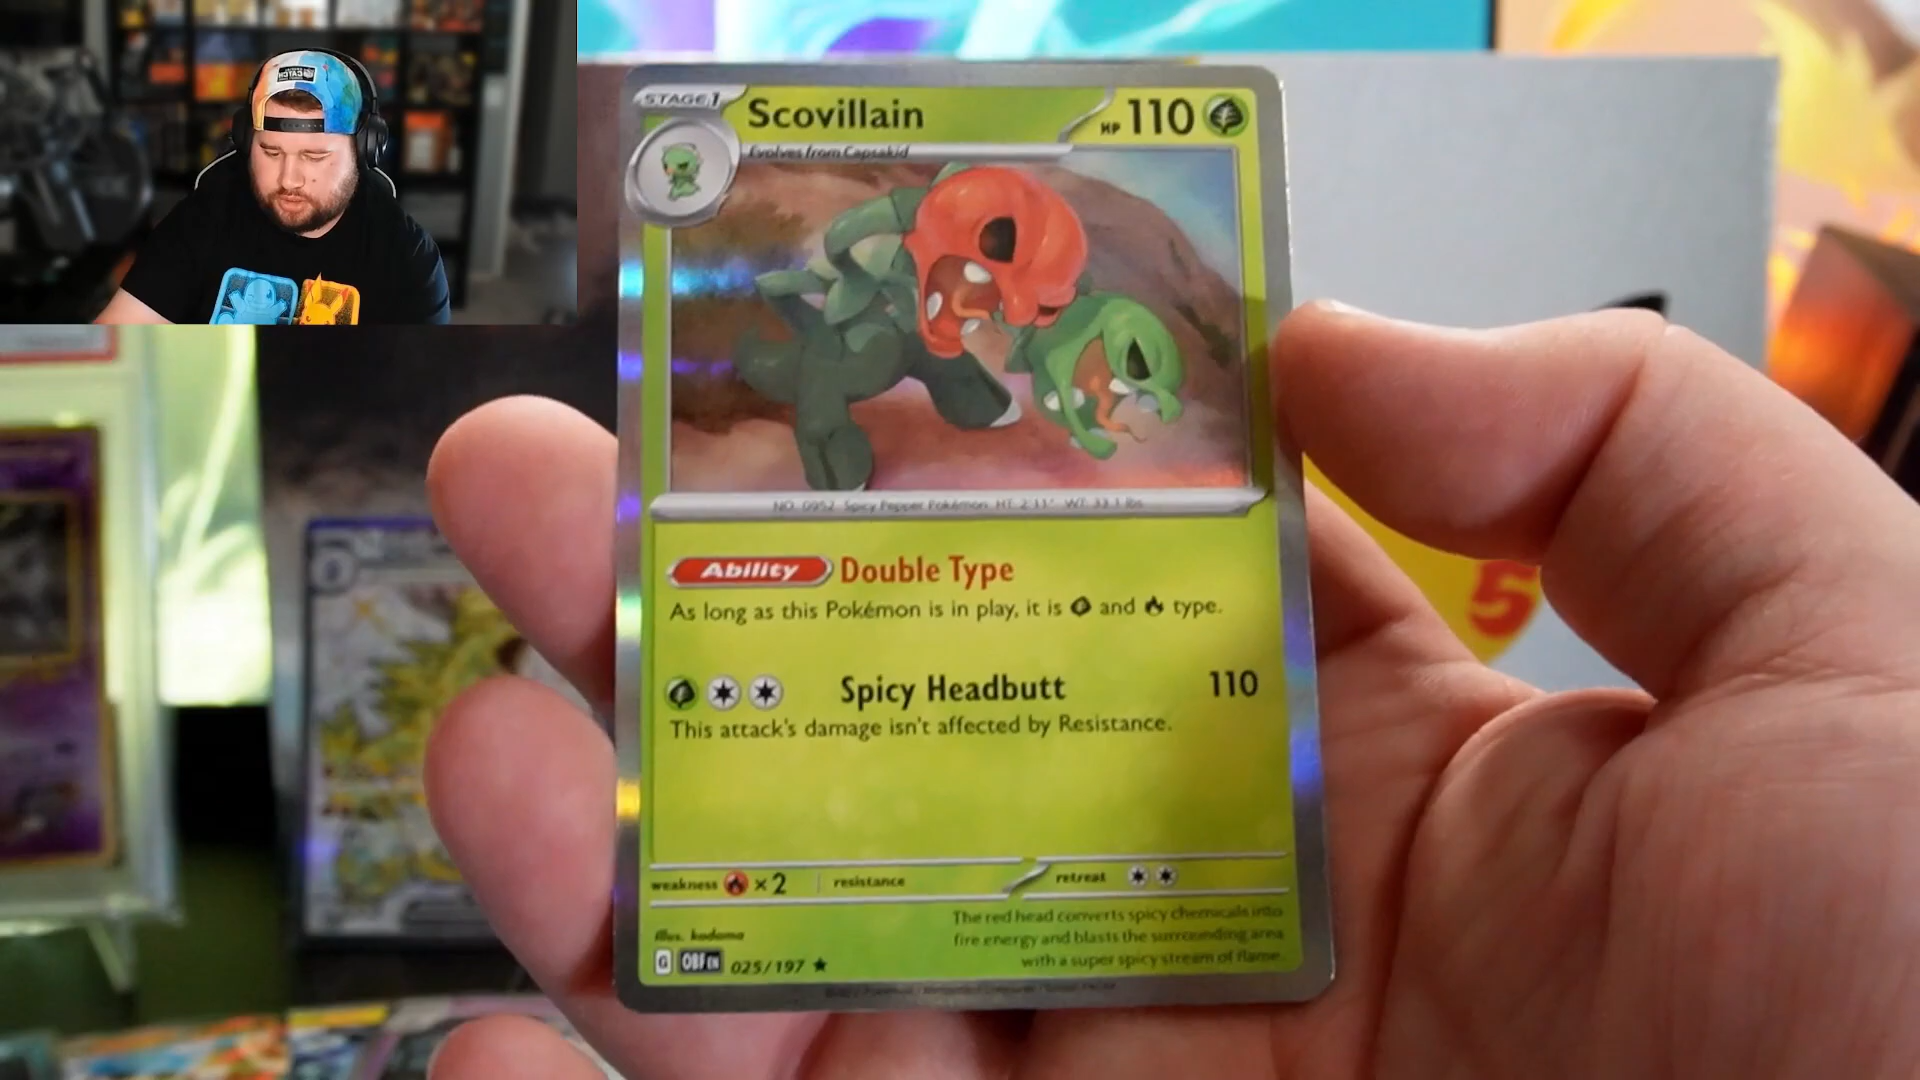 STAGE 1
Scovillain
HP 110
Evolves from Capsakid
NO. 0952 Spicy Pepper Pokémon HT: 2'11" WT: 33.1 lbs
Ability Double Type
As long as this Pokémon is in play, it is and type.
Spicy Headbutt 110
This attack's damage isn't affected by Resistance.
weakness ×2 resistance retreat
The red head converts spicy chemicals into
fire energy and blasts the surrounding area
with a super spicy stream of flame.
Illus. kodama
G OBF EN 025/197
5